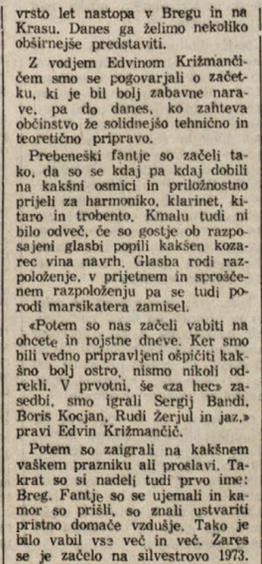 vrsto let nastopa v Bregu in na
Krasu. Danes ga želimo nekoliko
obširnejše predstaviti.
Z vodjem Edvinom Križmanči-
čem smo se pogovarjali o začet-
ku, ki je bil bolj zabavne nara-
ve, pa do danes, ko zahteva
občinstvo že solidnejšo tehnično in
teoretično pripravo.
Prebeneški fantje so začeli ta-
ko, da so se kdaj pa kdaj dobili
na kakšni osmici in priložnostno
prijeli za harmoniko, klarinet, ki-
taro in trobento. Kmalu tudi ni
bilo odveč, če so gostje ob razpo-
sajeni glasbi popili kakšen koza-
rec vina navrh. Glasba rodi raz-
položenje, v prijetnem in sprošče-
nem razpoloženju pa se tudi po-
rodi marsikatera zamisel.
«Potem so nas začeli vabiti na
ohcete in rojstne dneve. Ker smo
bili vedno pripravljeni ošpičiti kak-
šno bolj ostro, nismo nikoli od-
rekli. V prvotni, še «za hec» za-
sedbi, smo igrali Sergij Bandi,
Boris Kocjan, Rudi Žerjul in jaz,»
pravi Edvin Križmančič.
Potem so zaigrali na kakšnem
vaškem prazniku ali proslavi. Ta-
krat so si nadeli tudi prvo ime:
Breg. Fantje so se ujemali in ka-
mor so prišli, so znali ustvariti
pristno domače vzdušje. Tako je
bilo vabil vse več in več. Zares
se je začelo na silvestrovo 1973.